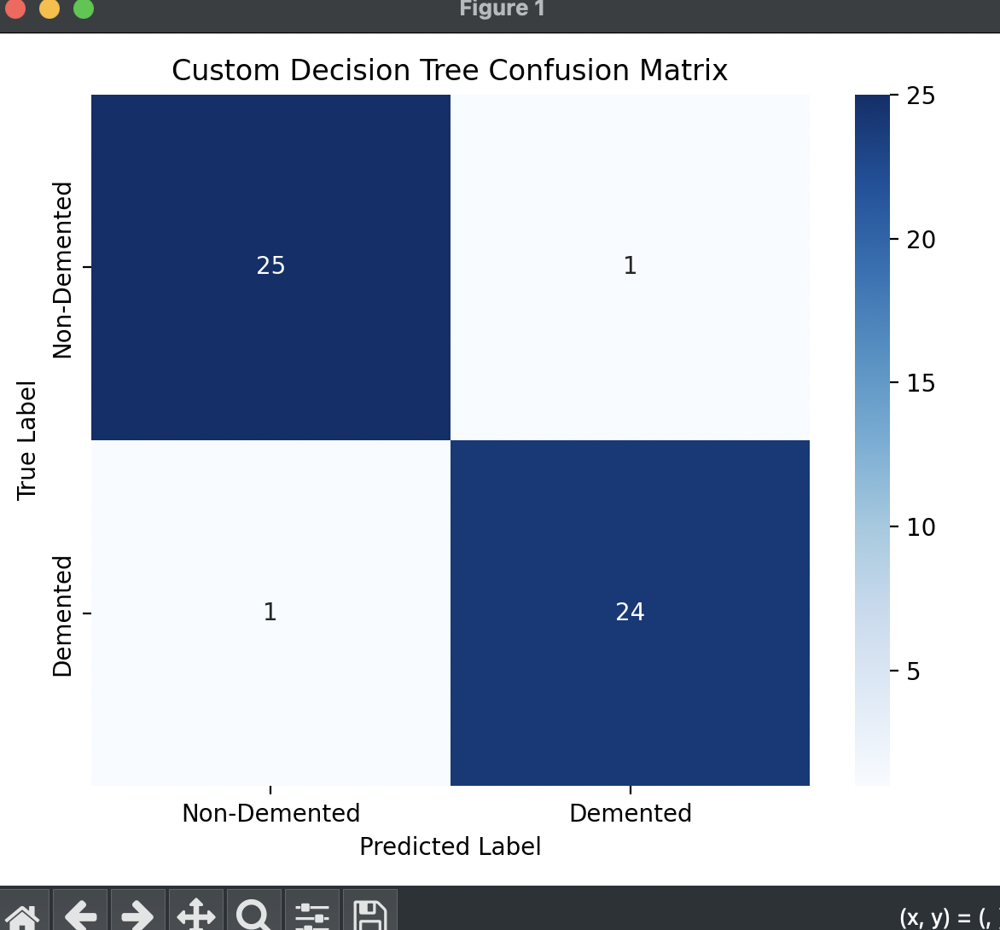 Figure 1
Custom Decision Tree Confusion Matrix
True Label
Non-Demented
25
1
Demented
1
24
Non-Demented
Demented
Predicted Label
25
20
15
10
5
(x, y) = (,